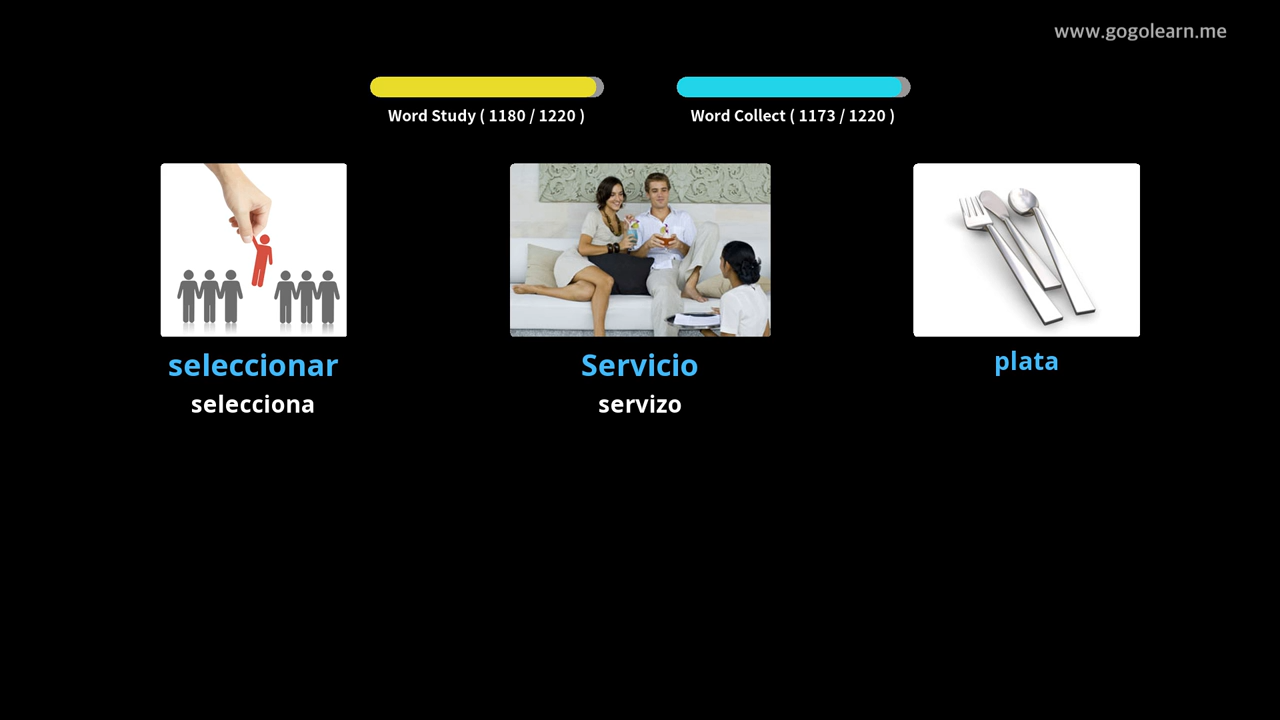 www.gogolearn.me
Word Study ( 1180 / 1220 )
Word Collect ( 1173 / 1220 )
seleccionar
selecciona
Servicio
servizo
plata